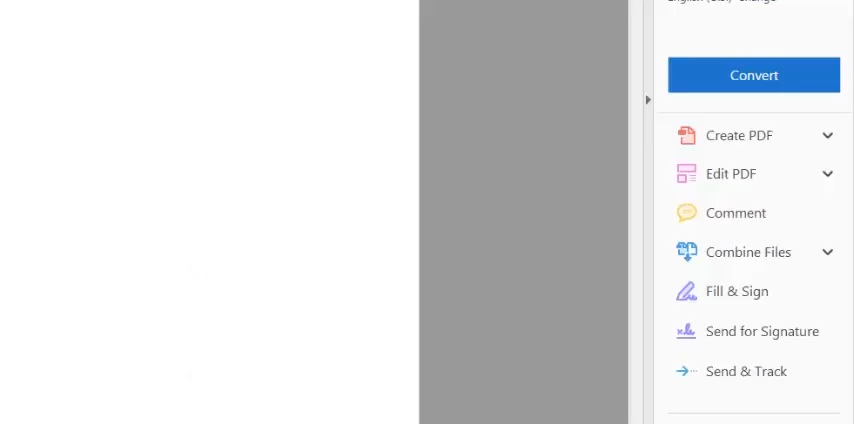 Convert
Create PDF
Edit PDF
Comment
Combine Files
Fill & Sign
Send for Signature
Send & Track